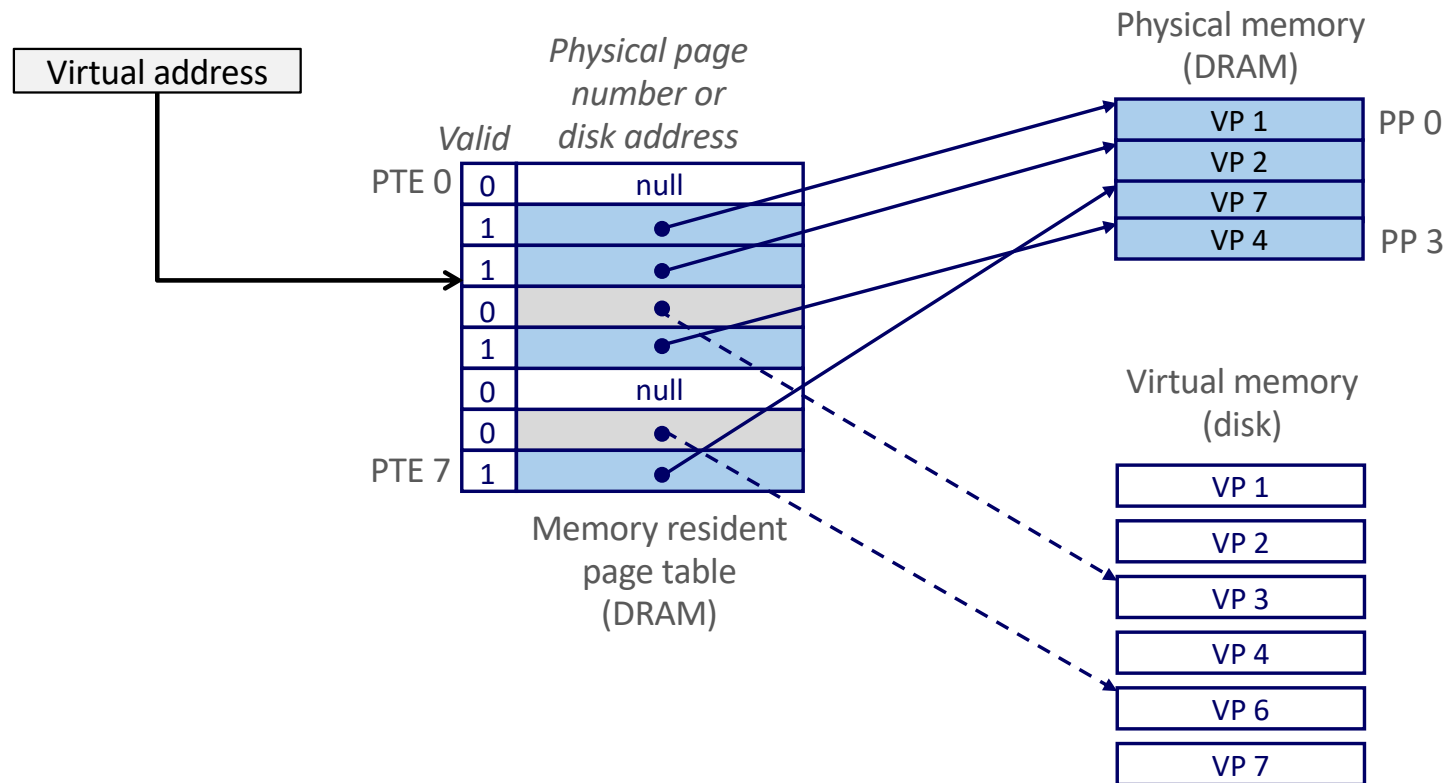 Virtual address
Physical page
number or
disk address
Valid
PTE 0
0 null
1
1
0
1
0 null
0
PTE 7
1
Memory resident
page table
(DRAM)
Physical memory
(DRAM)
VP 1
PP 0
VP 2
VP 7
VP 4
PP 3
Virtual memory
(disk)
VP 1
VP 2
VP 3
VP 4
VP 6
VP 7